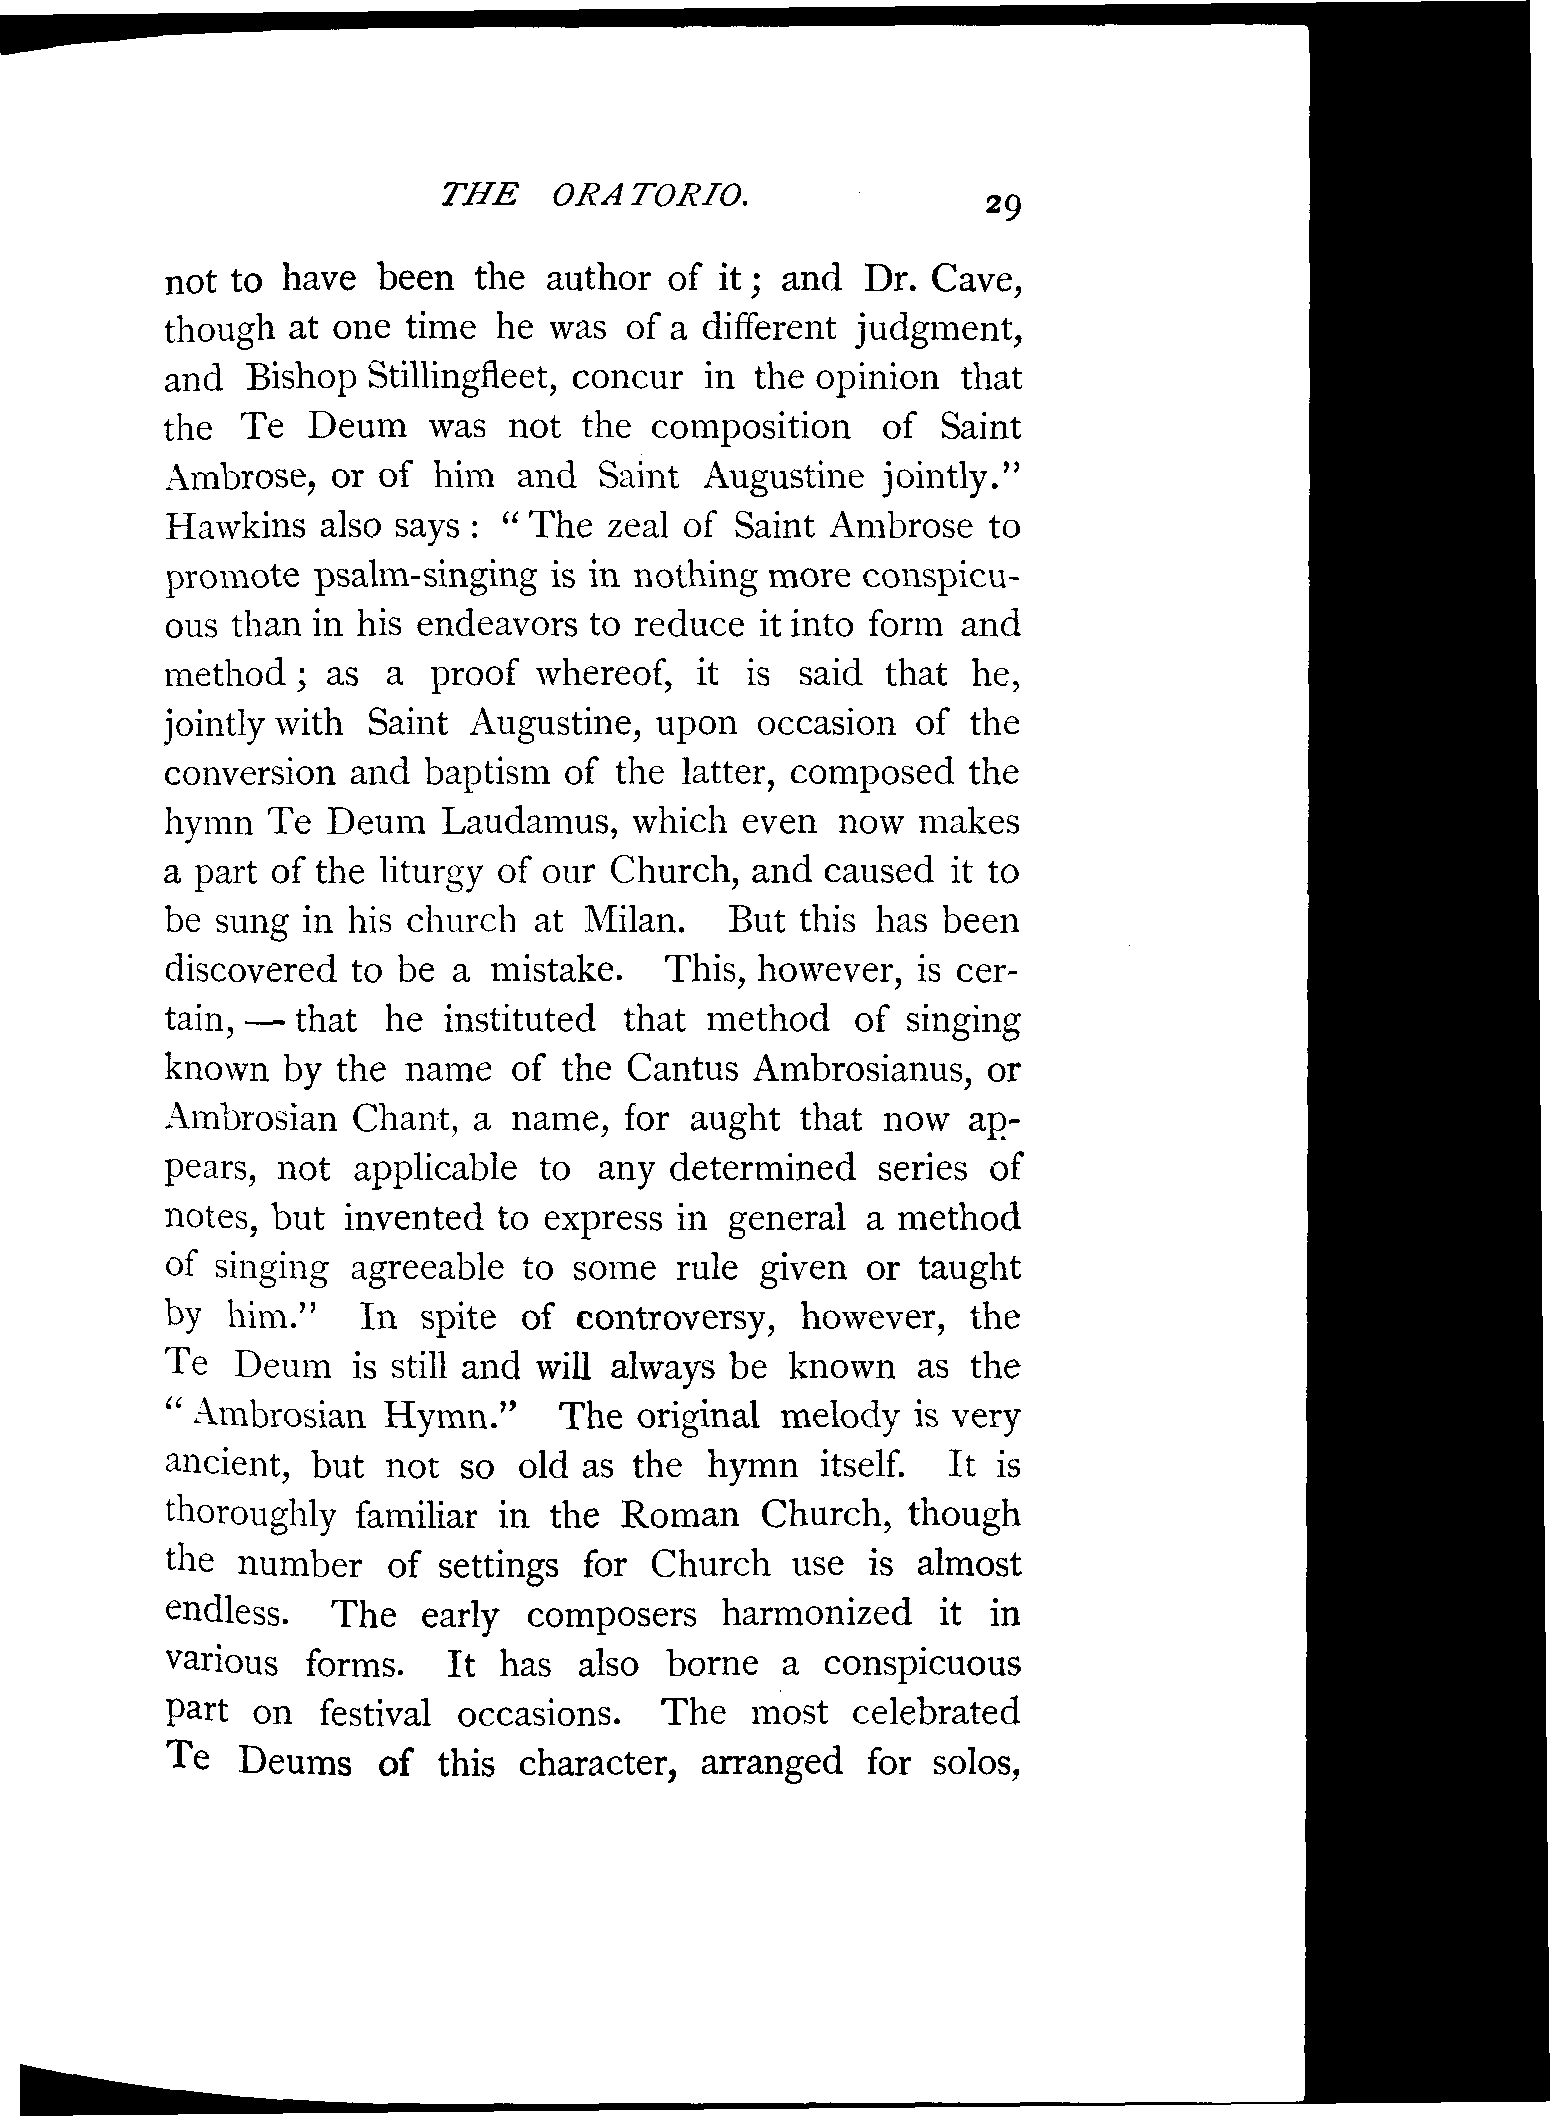 THE ORATORIO. 29
not to have been the author of it; and Dr. Cave,
though at one time he was of a different judgment,
and Bishop Stillingfleet, concur in the opinion that
the Te Deum was not the composition of Saint
Ambrose, or of him and Saint Augustine jointly."
Hawkins also says: "The zeal of Saint Ambrose to
promote psalm-singing is in nothing more conspicu-
ous than in his endeavors to reduce it into form and
method; as a proof whereof, it is said that he,
jointly with Saint Augustine, upon occasion of the
conversion and baptism of the latter, composed the
hymn Te Deum Laudamus, which even now makes
a part of the liturgy of our Church, and caused it to
be sung in his church at Milan. But this has been
discovered to be a mistake. This, however, is cer-
tain, — that he instituted that method of singing
known by the name of the Cantus Ambrosianus, or
Ambrosian Chant, a name, for aught that now ap-
pears, not applicable to any determined series of
notes, but invented to express in general a method
of singing agreeable to some rule given or taught
by him." In spite of controversy, however, the
Te Deum is still and will always be known as the
"Ambrosian Hymn." The original melody is very
ancient, but not so old as the hymn itself. It is
thoroughly familiar in the Roman Church, though
the number of settings for Church use is almost
endless. The early composers harmonized it in
various forms. It has also borne a conspicuous
part on festival occasions. The most celebrated
Te Deums of this character, arranged for solos,